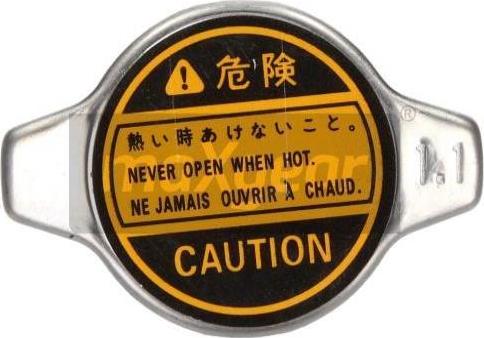 ⚠ 危険
熱い時あけないこと。
NEVER OPEN WHEN HOT.
NE JAMAIS OUVRIR À CHAUD.
CAUTION
1.1
maxgear®